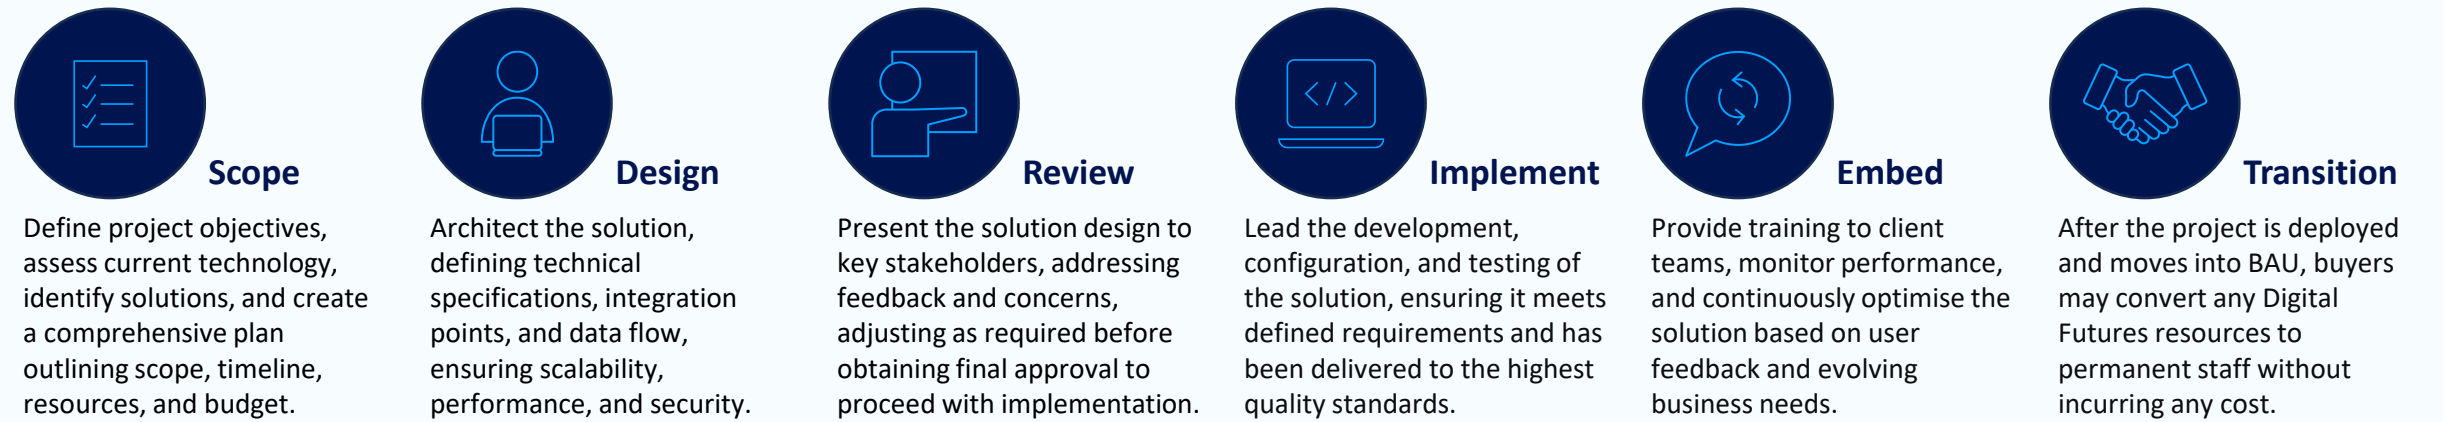 Scope
Define project objectives,
assess current technology,
identify solutions, and create
a comprehensive plan
outlining scope, timeline,
resources, and budget.
Design
Architect the solution,
defining technical
specifications, integration
points, and data flow,
ensuring scalability,
performance, and security.
Review
Present the solution design to
key stakeholders, addressing
feedback and concerns,
adjusting as required before
obtaining final approval to
proceed with implementation.
Implement
Lead the development,
configuration, and testing of
the solution, ensuring it meets
defined requirements and has
been delivered to the highest
quality standards.
Embed
Provide training to client
teams, monitor performance,
and continuously optimise the
solution based on user
feedback and evolving
business needs.
Transition
After the project is deployed
and moves into BAU, buyers
may convert any Digital
Futures resources to
permanent staff without
incurring any cost.